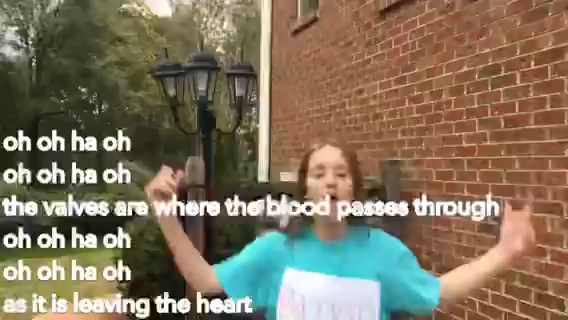 oh oh ha oh
oh oh ha oh
the valves are where the blood passes through
oh oh ha oh
oh oh ha oh
as it is leaving the heart